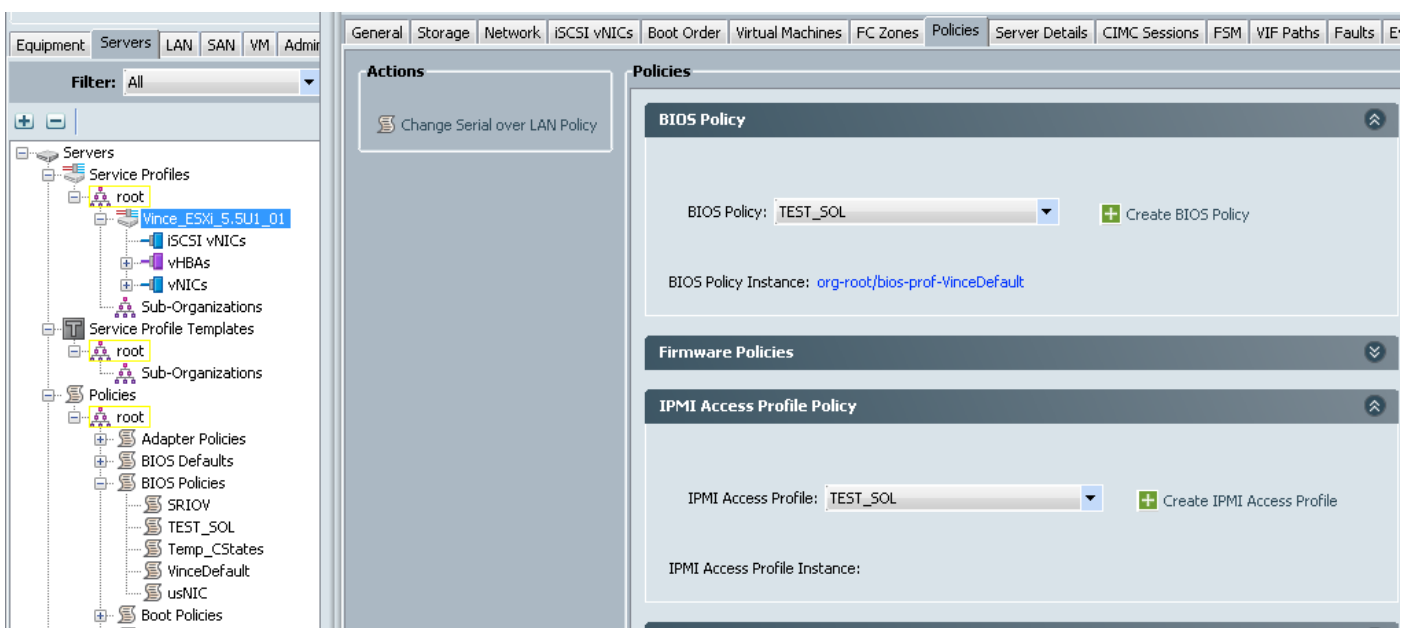 Equipment Servers LAN SAN VM Admin
Filter: All
Servers
Service Profiles
root
Vince_ESXi_5.5U1_01
iSCSI vNICs
vHBAs
vNICs
Sub-Organizations
Service Profile Templates
root
Sub-Organizations
Policies
root
Adapter Policies
BIOS Defaults
BIOS Policies
SRIOV
TEST_SOL
Temp_CStates
VinceDefault
usNIC
Boot Policies
General Storage Network iSCSI vNICs Boot Order Virtual Machines FC Zones Policies Server Details CIMC Sessions FSM VIF Paths Faults
Actions
Change Serial over LAN Policy
Policies
BIOS Policy
BIOS Policy: TEST_SOL Create BIOS Policy
BIOS Policy Instance: org-root/bios-prof-VinceDefault
Firmware Policies
IPMI Access Profile Policy
IPMI Access Profile: TEST_SOL Create IPMI Access Profile
IPMI Access Profile Instance: